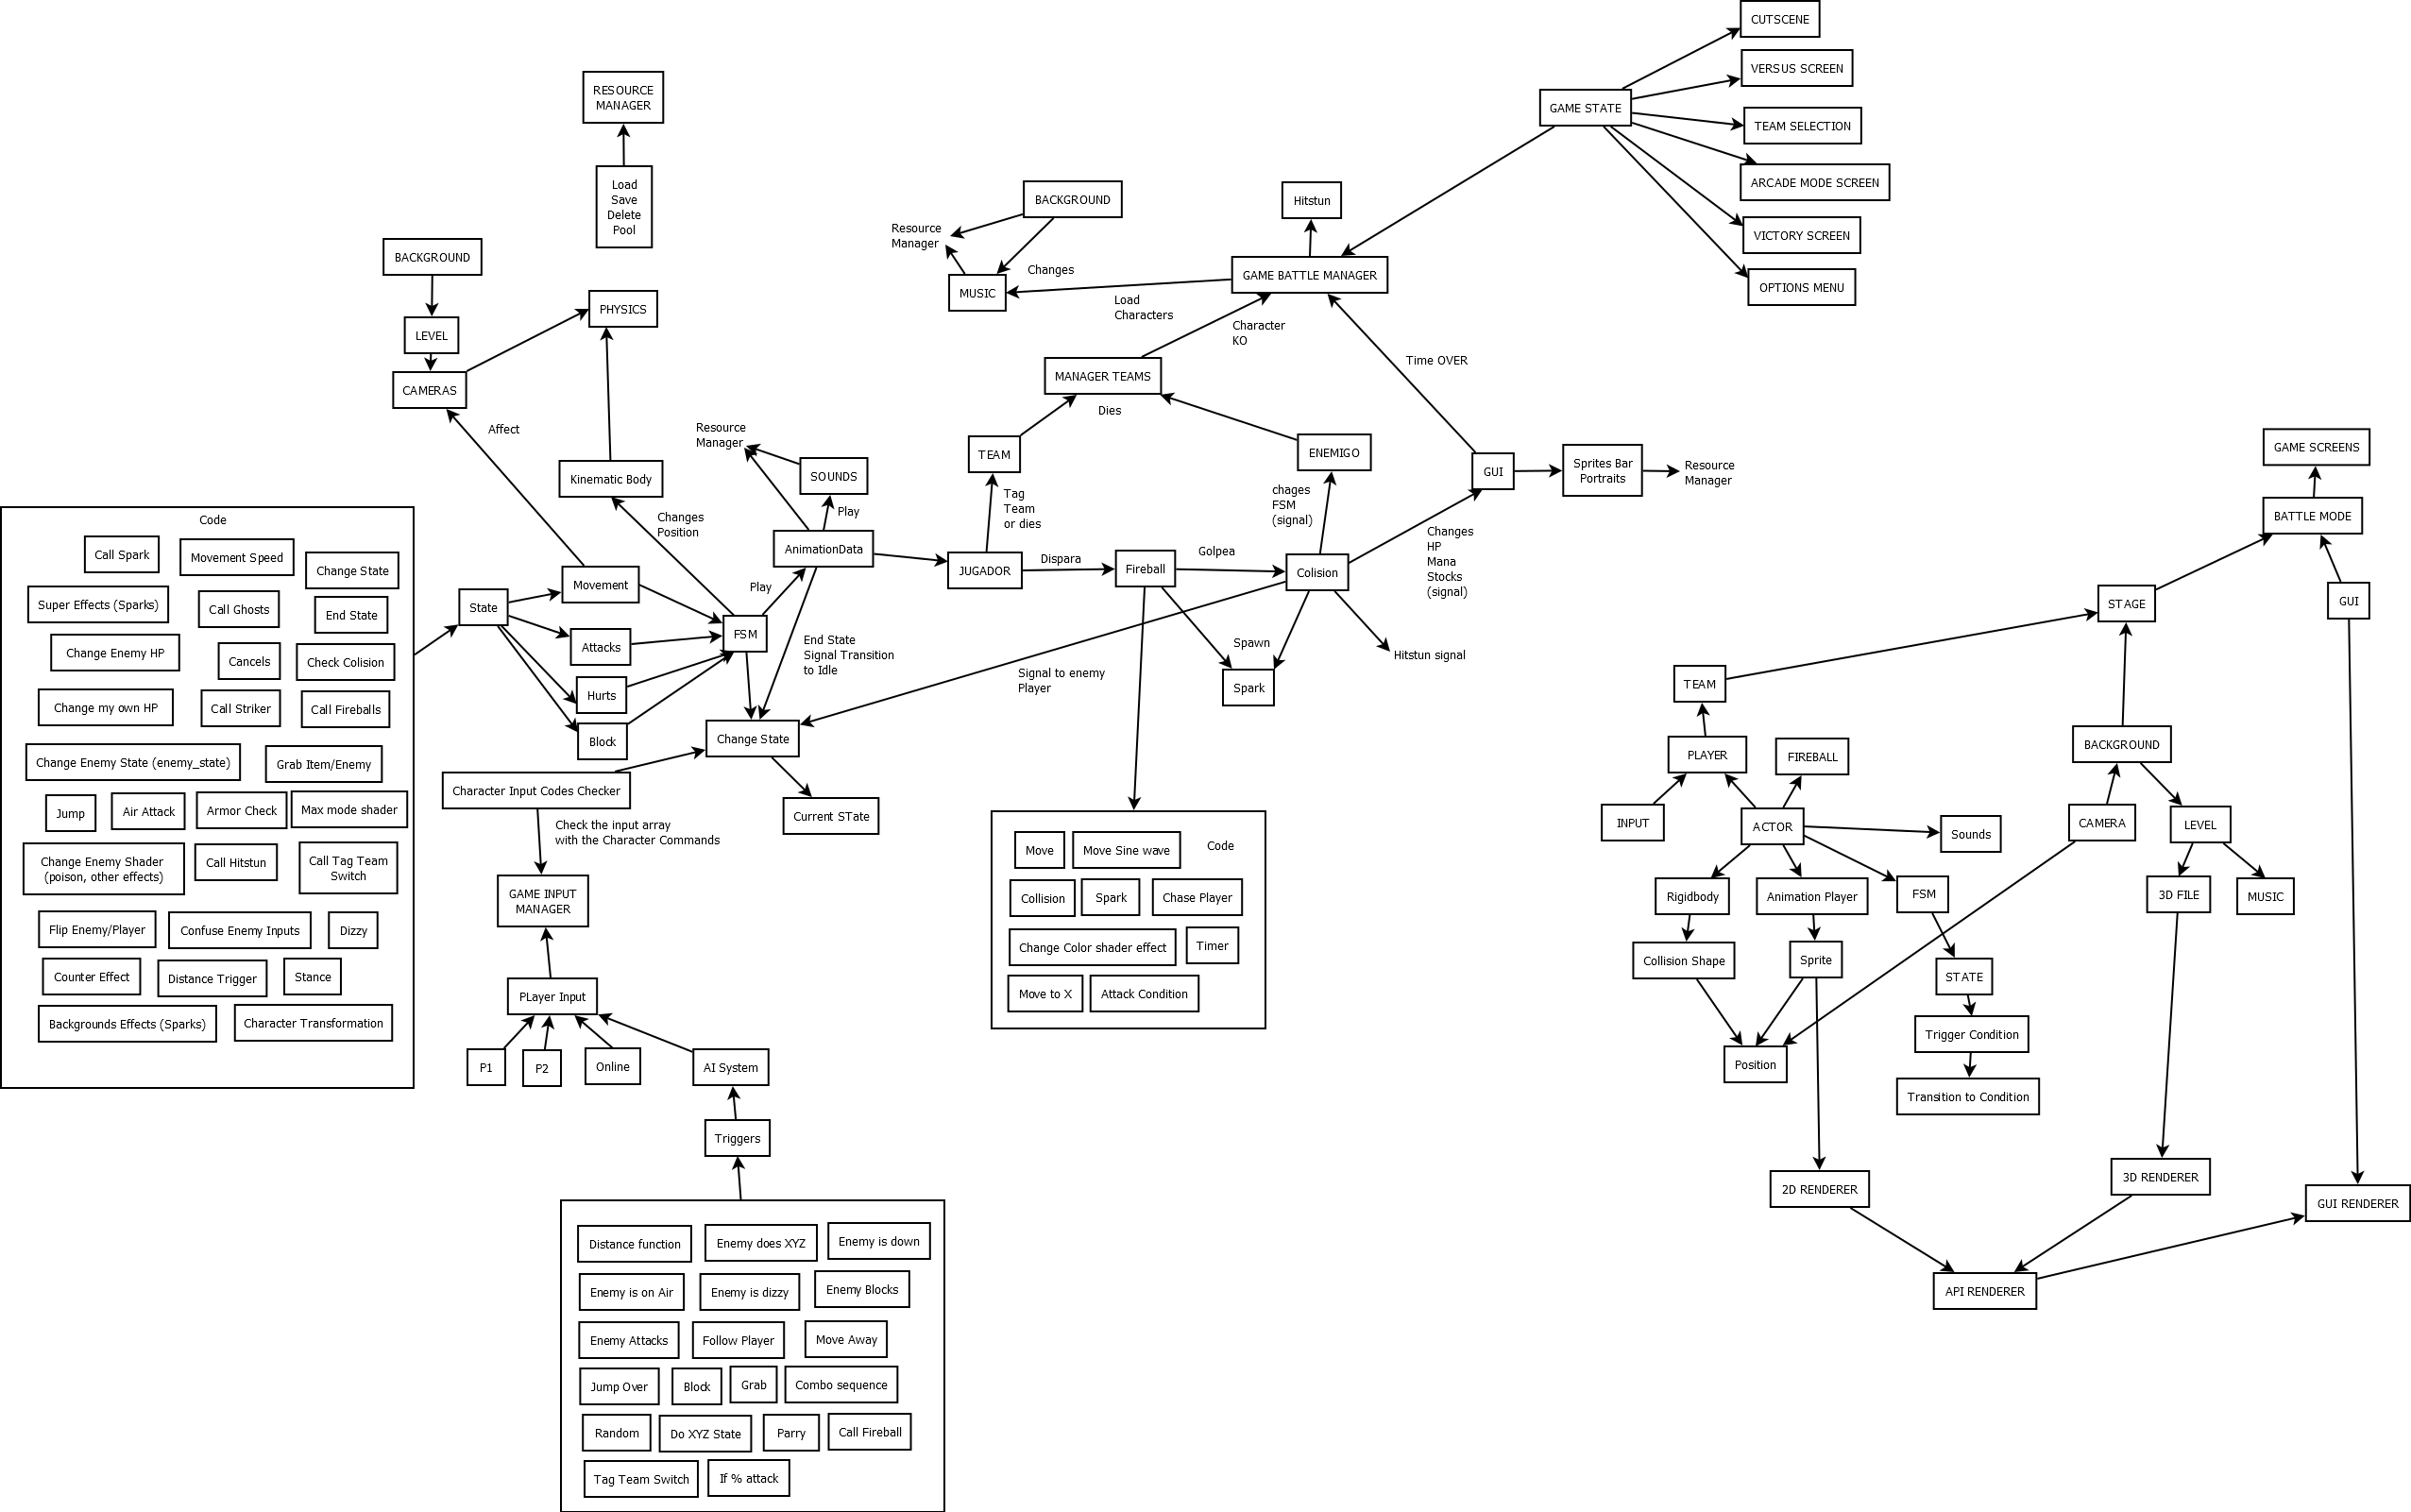 CUTSCENE
VERSUS SCREEN
GAME STATE
TEAM SELECTION
ARCADE MODE SCREEN
VICTORY SCREEN
OPTIONS MENU
RESOURCE
MANAGER
Load
Save
Delete
Pool
BACKGROUND
LEVEL
CAMERAS
PHYSICS
Affect
Kinematic Body
Changes
Position
BACKGROUND
Resource
Manager
MUSIC
Changes
Hitstun
GAME BATTLE MANAGER
Load
Characters
Character
KO
MANAGER TEAMS
Dies
Time OVER
Resource
Manager
SOUNDS
Play
AnimationData
TEAM
Tag
Team
or dies
JUGADOR
Dispara
Fireball
Golpea
Colision
ENEMIGO
chages
FSM
(signal)
GUI
Sprites Bar
Portraits
Resource
Manager
Changes
HP
Mana
Stocks
(signal)
Spawn
Spark
Hitstun signal
Signal to enemy
Player
Code
Call Spark
Movement Speed
Change State
Super Effects (Sparks)
Call Ghosts
End State
Change Enemy HP
Cancels
Check Colision
Change my own HP
Call Striker
Call Fireballs
Change Enemy State (enemy_state)
Grab Item/Enemy
Jump
Air Attack
Armor Check
Max mode shader
Change Enemy Shader
(poison, other effects)
Call Hitstun
Call Tag Team
Switch
Flip Enemy/Player
Confuse Enemy Inputs
Dizzy
Counter Effect
Distance Trigger
Stance
Backgrounds Effects (Sparks)
Character Transformation
State
Movement
Attacks
Hurts
Block
FSM
Play
End State
Signal Transition
to Idle
Change State
Current STate
Character Input Codes Checker
Check the input array
with the Character Commands
GAME INPUT
MANAGER
PLayer Input
P1
P2
Online
AI System
Triggers
Distance function
Enemy does XYZ
Enemy is down
Enemy is on Air
Enemy is dizzy
Enemy Blocks
Enemy Attacks
Follow Player
Move Away
Jump Over
Block
Grab
Combo sequence
Random
Do XYZ State
Parry
Call Fireball
Tag Team Switch
If % attack
Move
Move Sine wave
Code
Collision
Spark
Chase Player
Change Color shader effect
Timer
Move to X
Attack Condition
GAME SCREENS
BATTLE MODE
STAGE
GUI
TEAM
PLAYER
FIREBALL
BACKGROUND
INPUT
ACTOR
Sounds
CAMERA
LEVEL
Rigidbody
Animation Player
FSM
3D FILE
MUSIC
Collision Shape
Sprite
STATE
Trigger Condition
Position
Transition to Condition
2D RENDERER
3D RENDERER
GUI RENDERER
API RENDERER